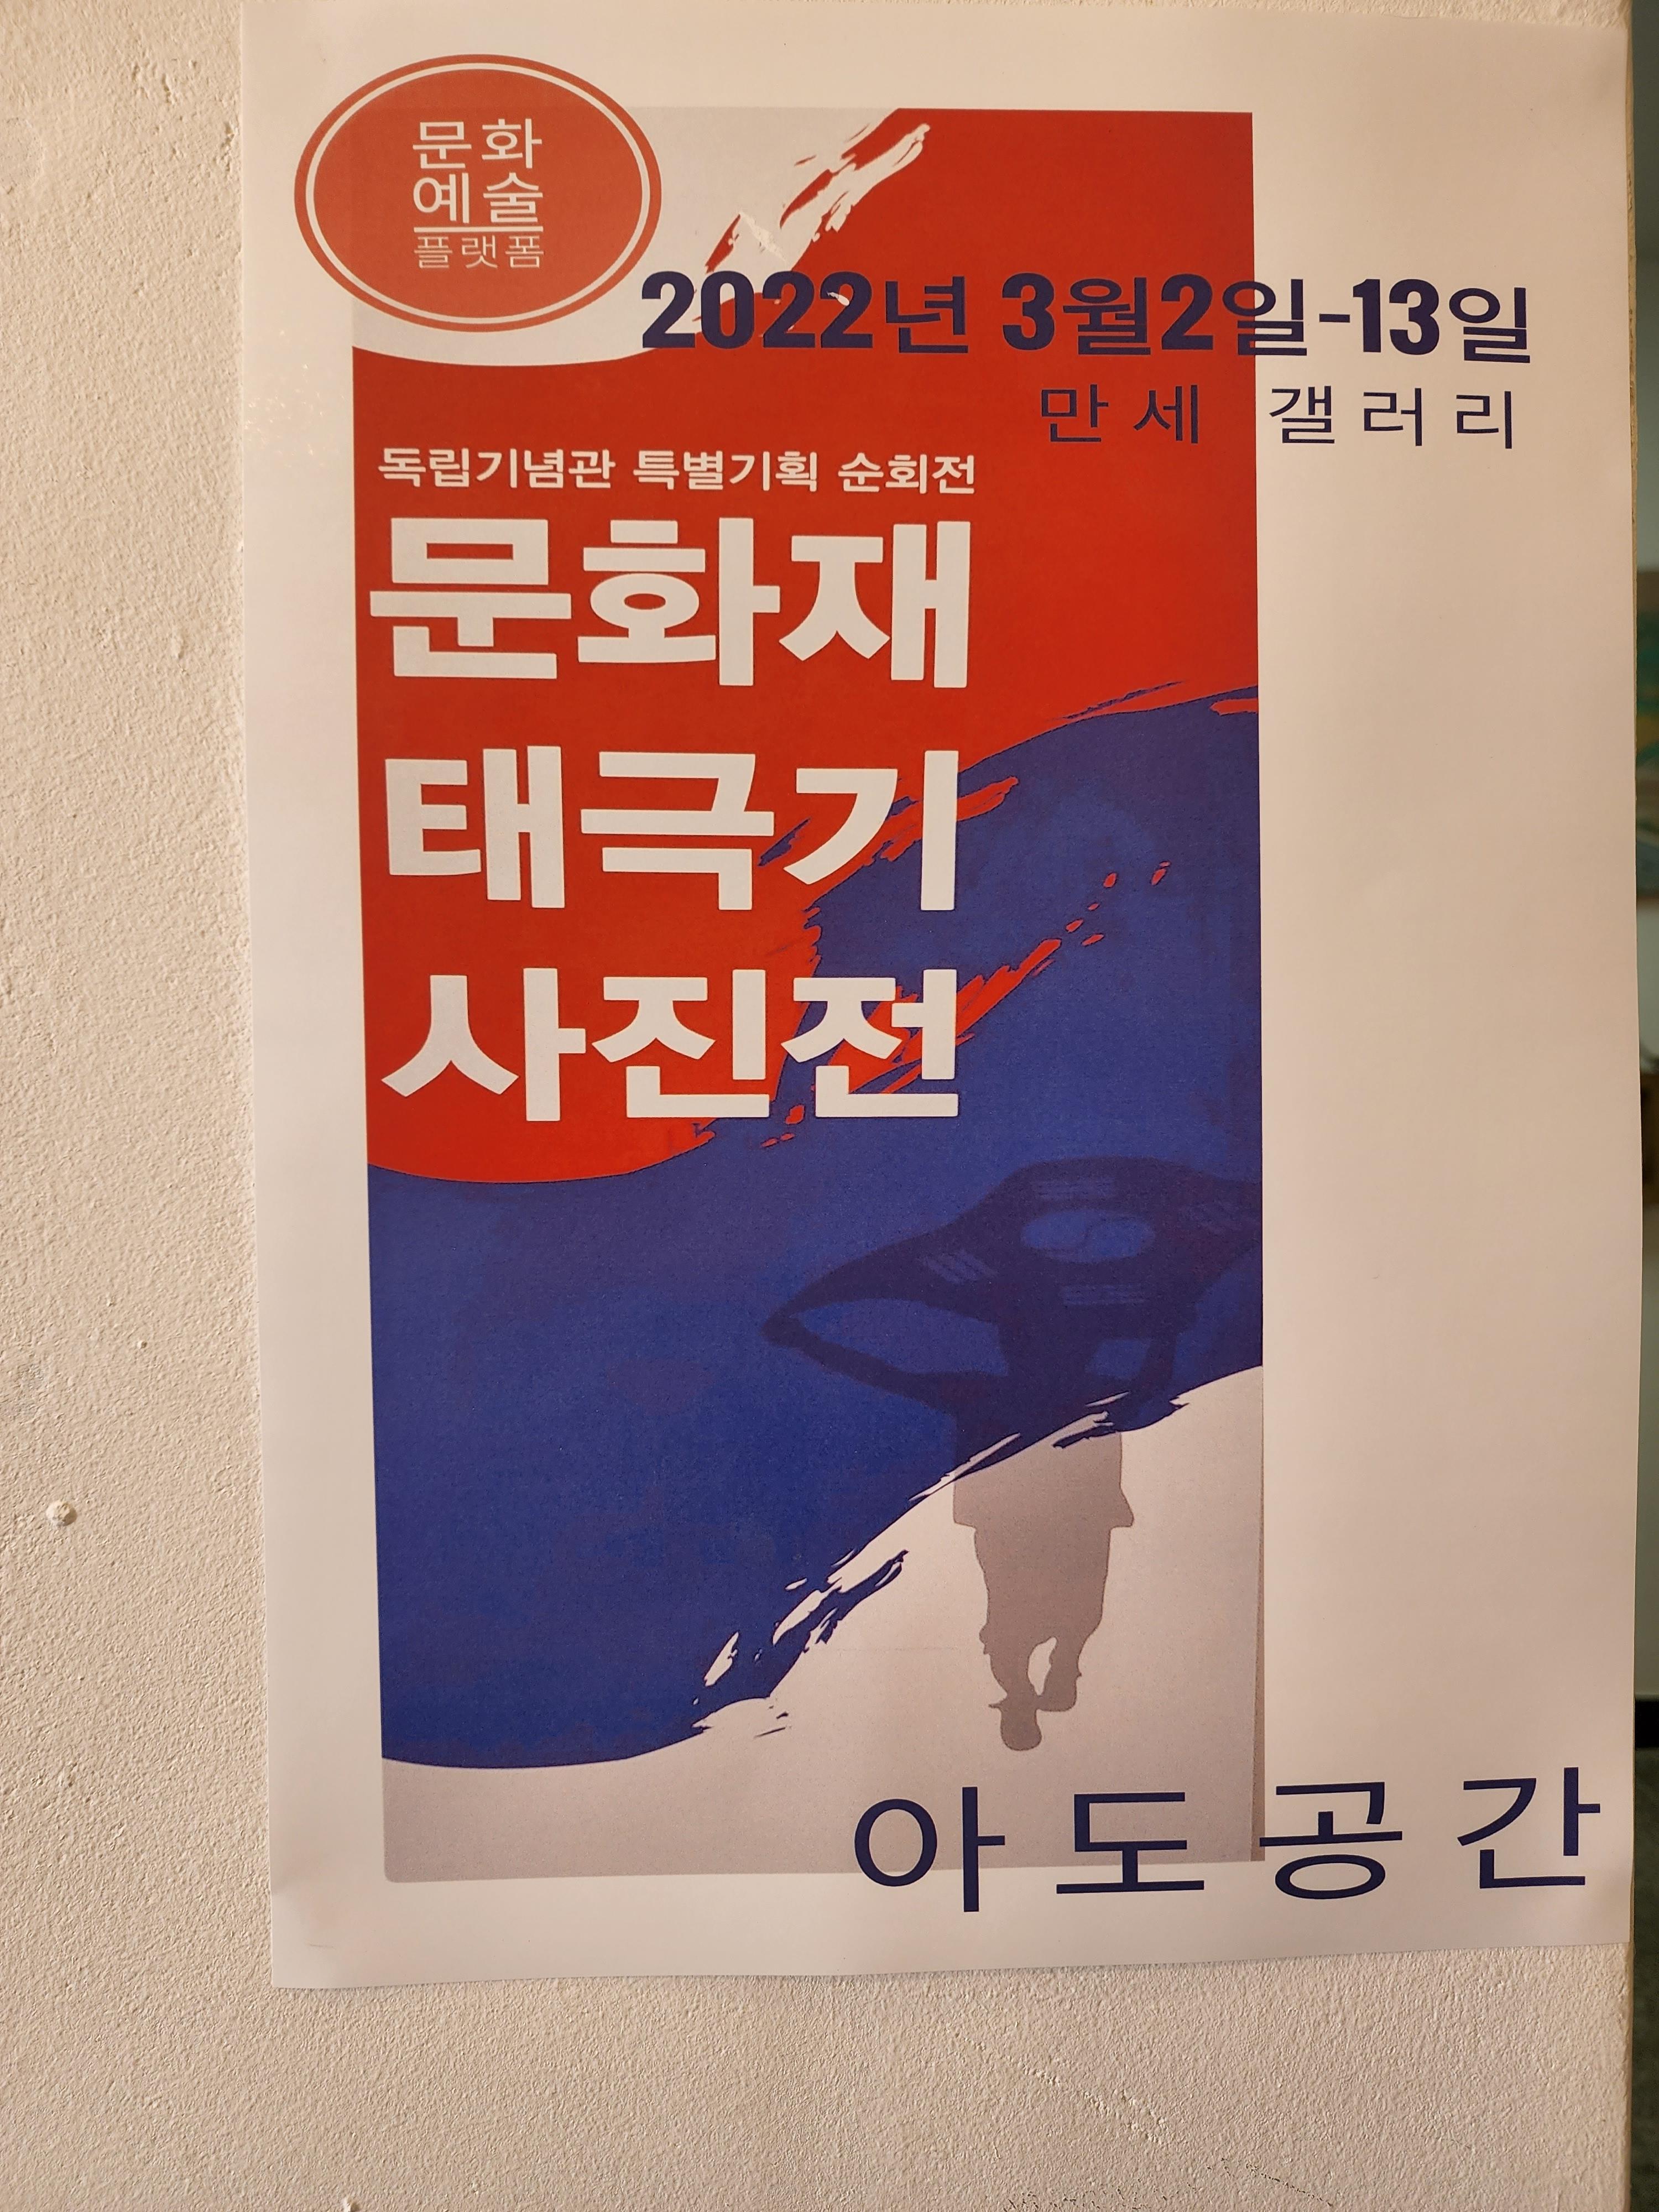 문화
예술
플랫폼
2022년 3월2일-13일
만세 갤러리
독립기념관 특별기획 순회전
문화재
태극기
사진전
아도공간